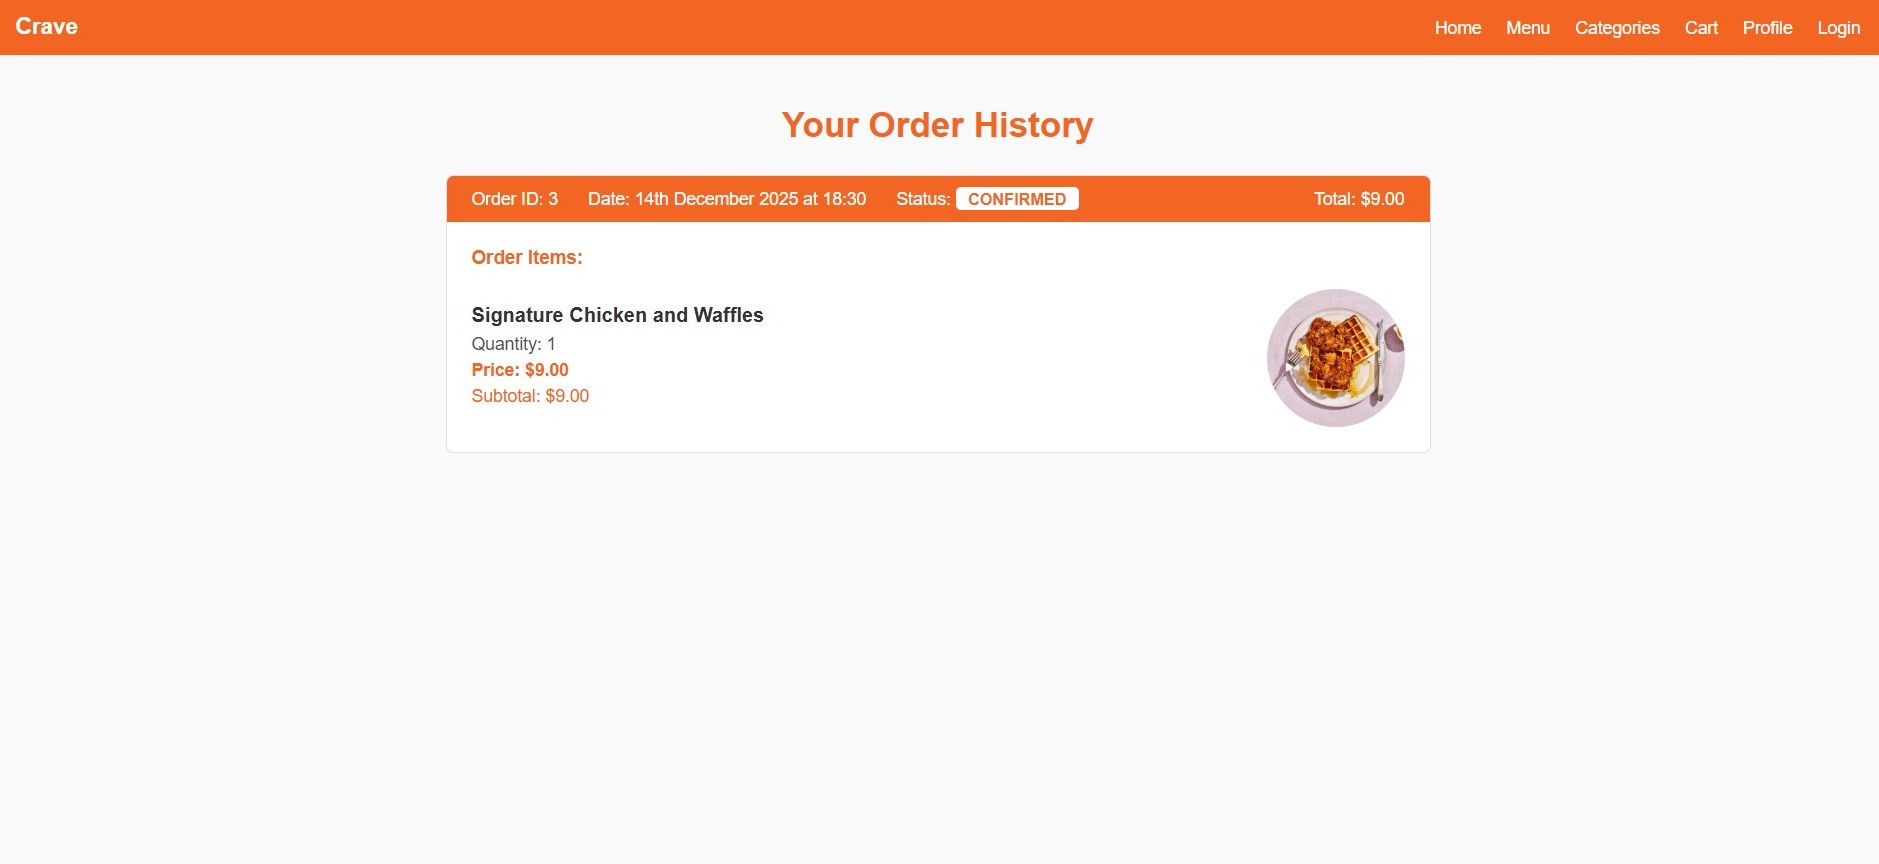 Crave
Home Menu Categories Cart Profile Login
Your Order History
Order ID: 3 Date: 14th December 2025 at 18:30 Status: CONFIRMED Total: $9.00
Order Items:
Signature Chicken and Waffles
Quantity: 1
Price: $9.00
Subtotal: $9.00